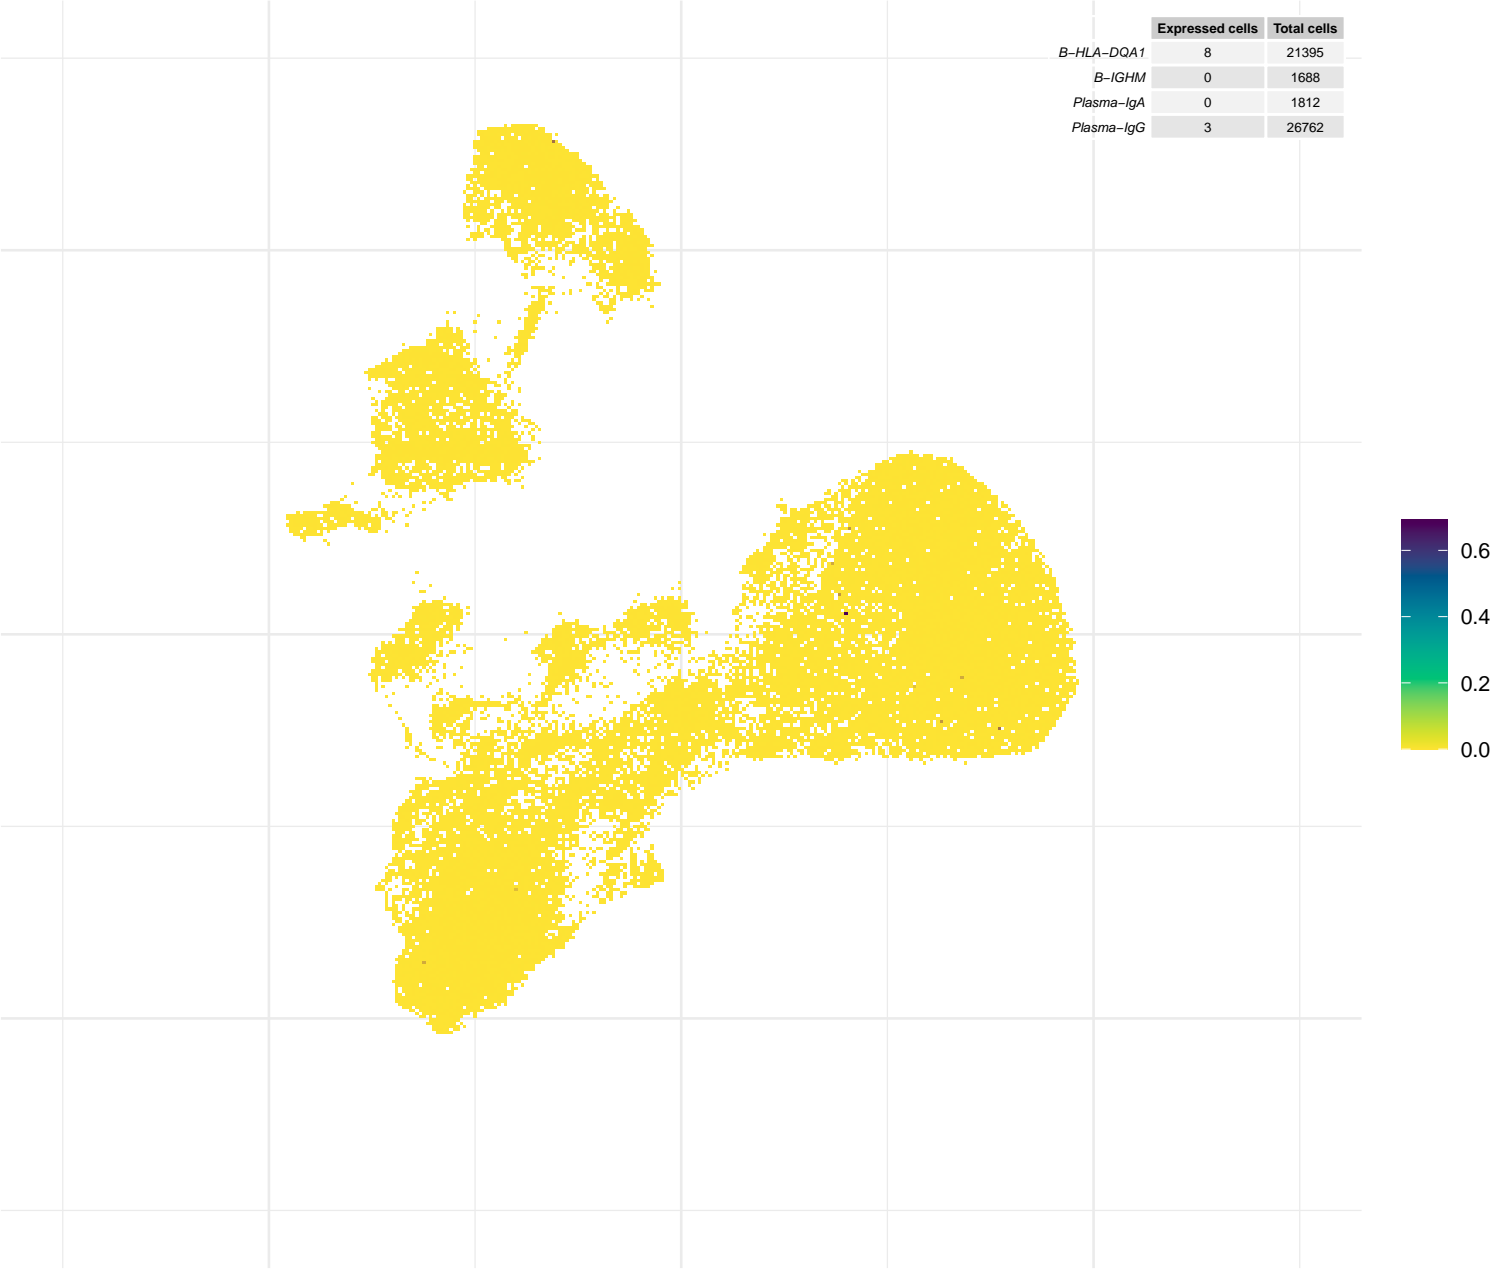 Expressed cells Total cells
B−HLA−DQA1 8 21395
B−IGHM 0 1688
Plasma−IgA 0 1812
Plasma−IgG 3 26762
0.6
0.4
0.2
0.0